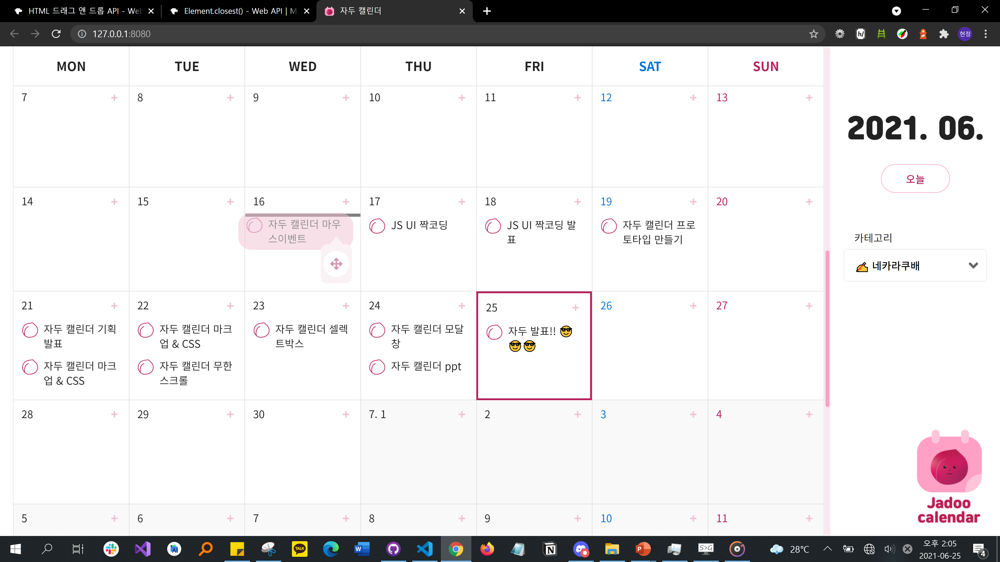 HTML 드래그 앤 드롭 API - Web
Element.closest() - Web API | M
자두 캘린더
127.0.0.1:8080
현정
MON TUE WED THU FRI SAT SUN
7 8 9 10 11 12 13
14 15 16 17 18 19 20
자두 캘린더 마우
스이벤트
JS UI 짝코딩
JS UI 짝코딩 발
표
자두 캘린더 프로
토타입 만들기
21 22 23 24 25 26 27
자두 캘린더 기획
발표
자두 캘린더 마크
업 & CSS
자두 캘린더 마크
업 & CSS
자두 캘린더 무한
스크롤
자두 캘린더 셀렉
트박스
자두 캘린더 모달
창
자두 캘린더 ppt
자두 발표!! 😎
😎😎
28 29 30 7. 1 2 3 4
5 6 7 8 9 10 11
2021. 06.
오늘
카테고리
✍ 네카라쿠배
Jadoo
calendar
TALK
28°C
오후 2:05
2021-06-25
4